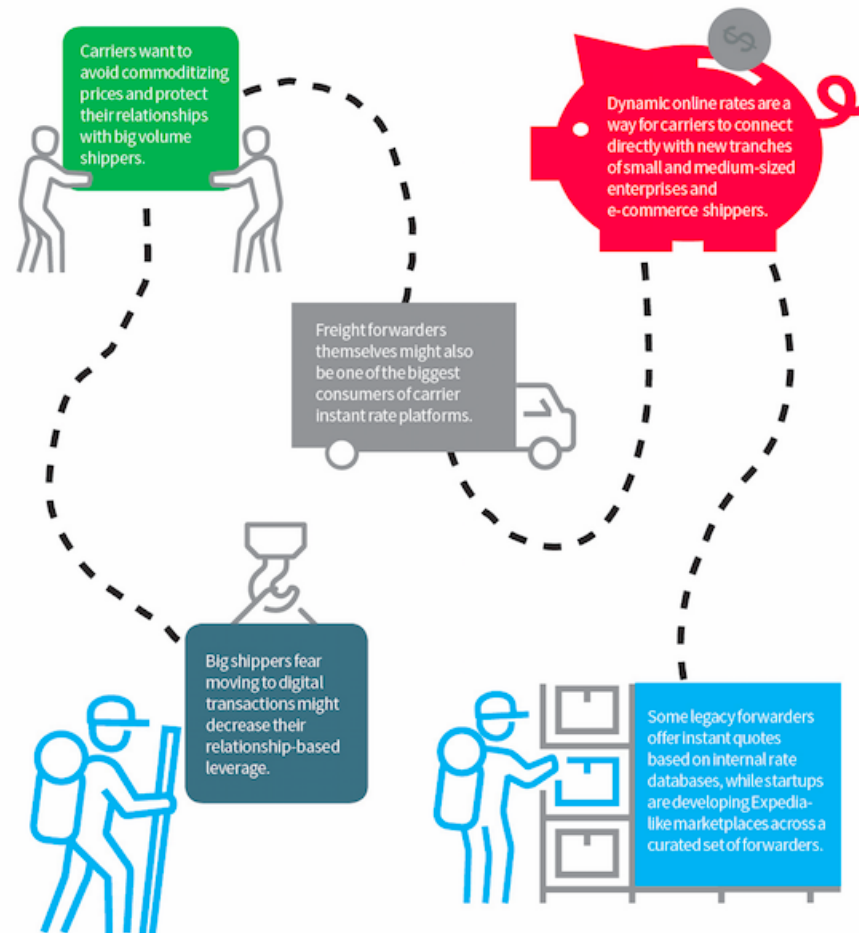 Carriers want to
avoid commoditizing
prices and protect
their relationships
with big volume
shippers.
Dynamic online rates are a
way for carriers to connect
directly with new tranches
of small and medium-sized
enterprises and
e-commerce shippers.
Freight forwarders
themselves might also
be one of the biggest
consumers of carrier
instant rate platforms.
Big shippers fear
moving to digital
transactions might
decrease their
relationship-based
leverage.
Some legacy forwarders
offer instant quotes
based on internal rate
databases, while startups
are developing Expedia-
like marketplaces across a
curated set of forwarders.